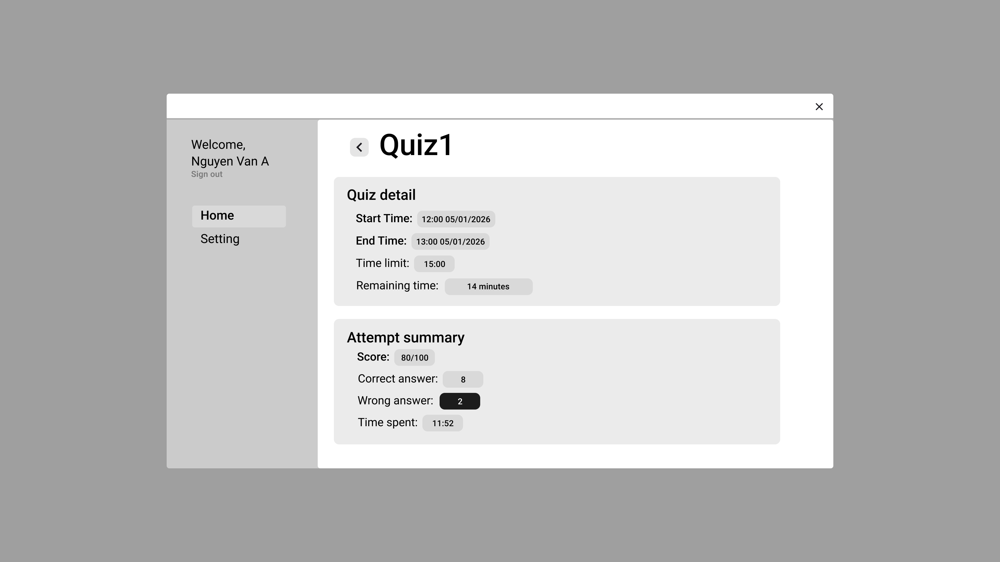 Welcome,
Nguyen Van A
Sign out
Home
Setting
Quiz1
Quiz detail
Start Time: 12:00 05/01/2026
End Time: 13:00 05/01/2026
Time limit: 15:00
Remaining time: 14 minutes
Attempt summary
Score: 80/100
Correct answer: 8
Wrong answer: 2
Time spent: 11:52